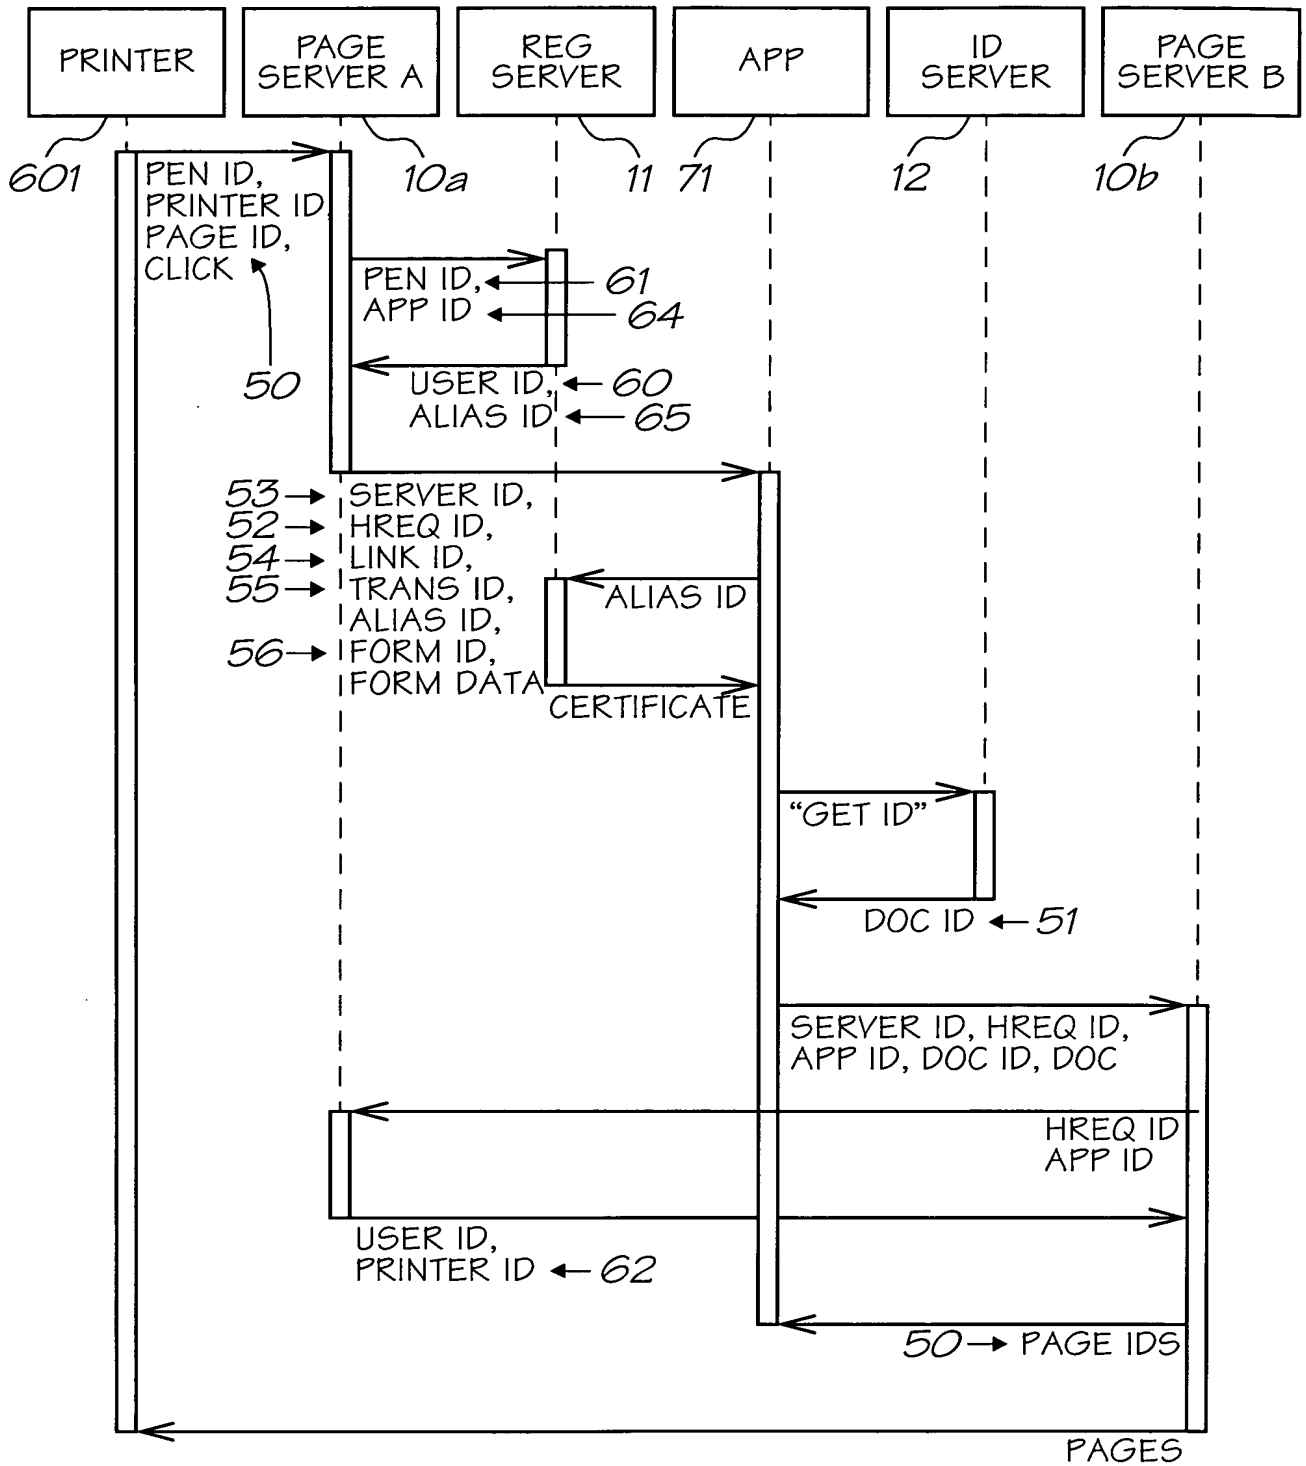 PRINTER
PAGE
SERVER A
REG
SERVER
APP
ID
SERVER
PAGE
SERVER B
601
10a
11
71
12
10b
PEN ID,
PRINTER ID
PAGE ID,
CLICK
50
PEN ID, 61
APP ID 64
USER ID, 60
ALIAS ID 65
53 SERVER ID,
52 HREQ ID,
54 LINK ID,
55 TRANS ID,
ALIAS ID,
56 FORM ID,
FORM DATA
ALIAS ID
CERTIFICATE
“GET ID”
DOC ID 51
SERVER ID, HREQ ID,
APP ID, DOC ID, DOC
HREQ ID
APP ID
USER ID,
PRINTER ID 62
50 PAGE IDS
PAGES